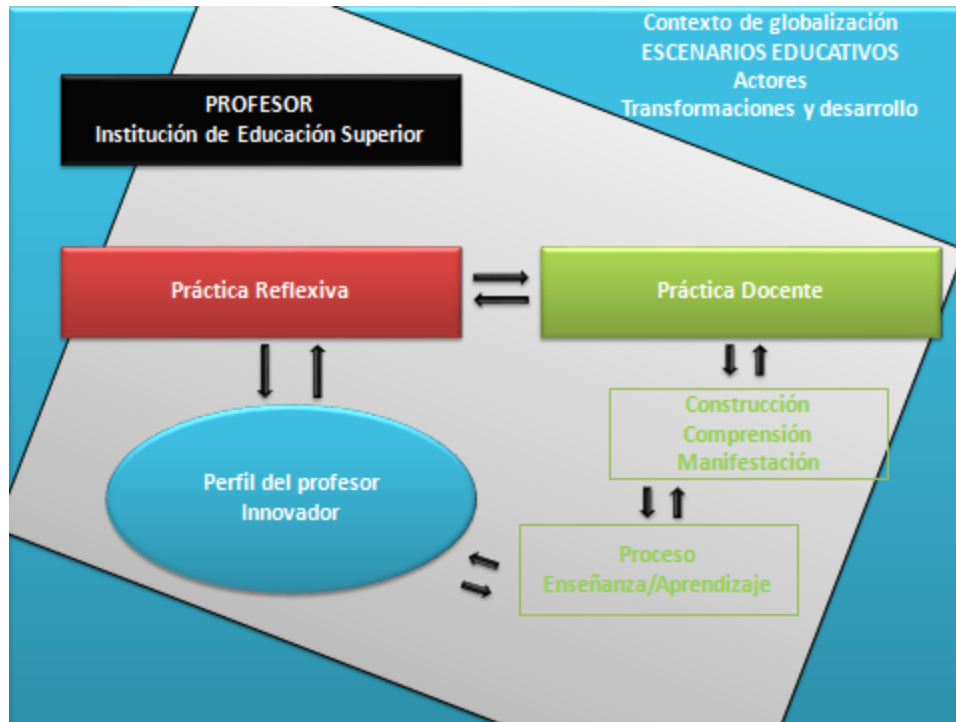 Contexto de globalización
ESCENARIOS EDUCATIVOS
Actores
Transformaciones y desarrollo
PROFESOR
Institución de Educación Superior
Práctica Reflexiva
Práctica Docente
Construcción
Comprensión
Manifestación
Perfil del profesor
Innovador
Proceso
Enseñanza/Aprendizaje